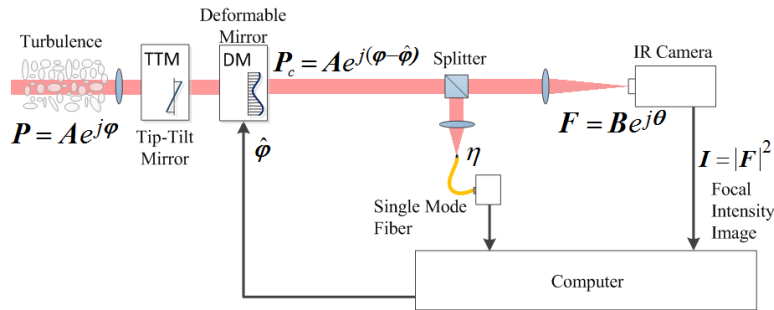 Turbulence
P = Ae^{jφ}
TTM
Tip-Tilt
Mirror
Deformable
Mirror
DM
φ̂
P_c = Ae^{j(φ−φ̂)}
Splitter
η
Single Mode
Fiber
IR Camera
F = Be^{jθ}
I = |F|^2
Focal
Intensity
Image
Computer